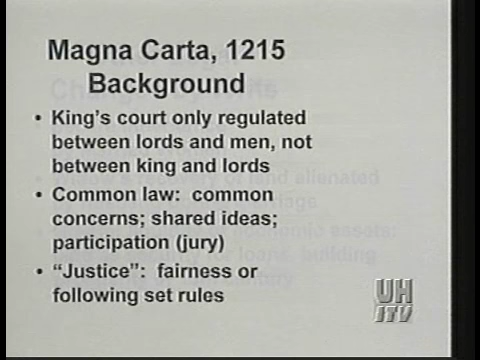 Magna Carta, 1215
Background
• King's court only regulated
between lords and men, not
between king and lords
• Common law: common
concerns; shared ideas;
participation (jury)
• "Justice": fairness or
following set rules
UH
ITV